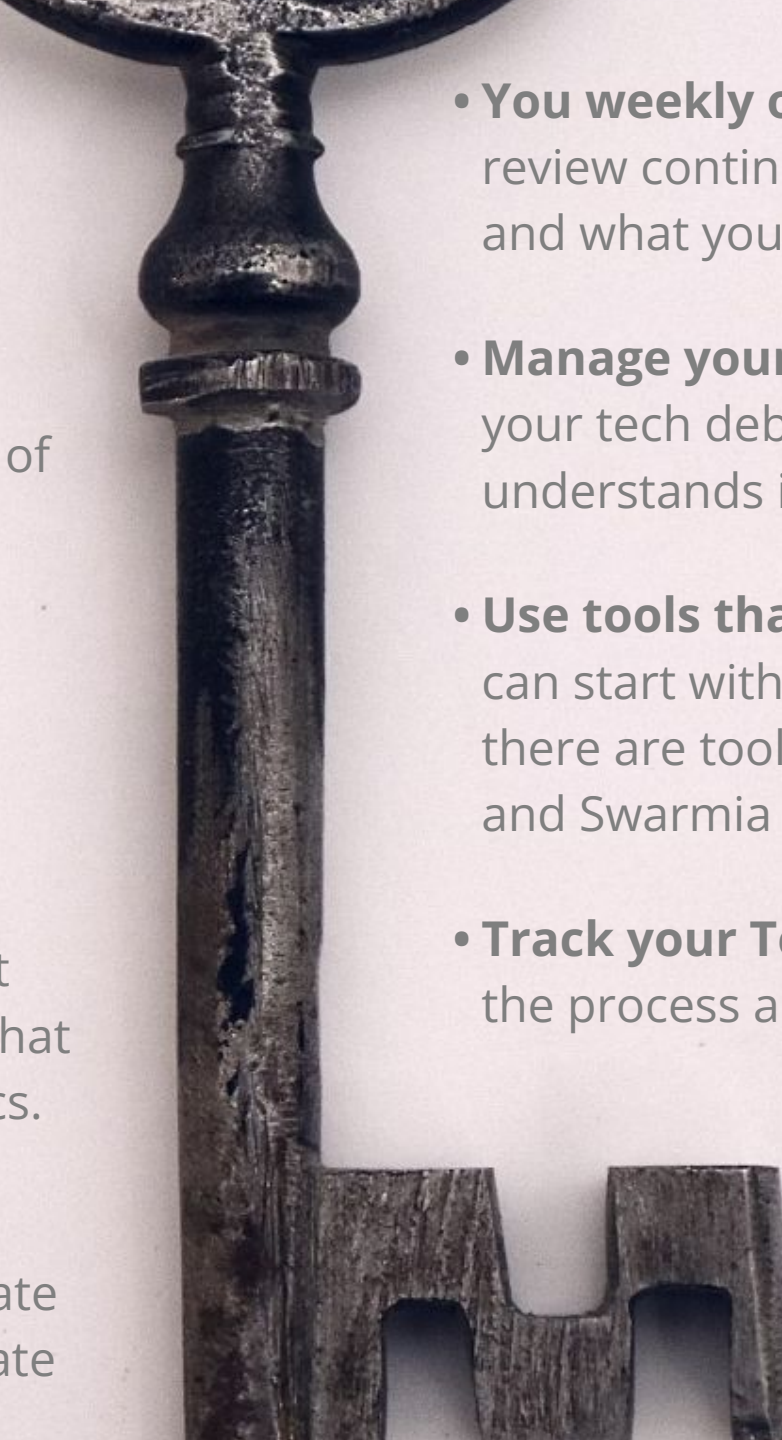 of
t
hat
cs.
ate
ate
• You weekly
review contin
and what you
• Manage your
your tech deb
understands
• Use tools tha
can start with
there are tool
and Swarmia
• Track your T
the process a